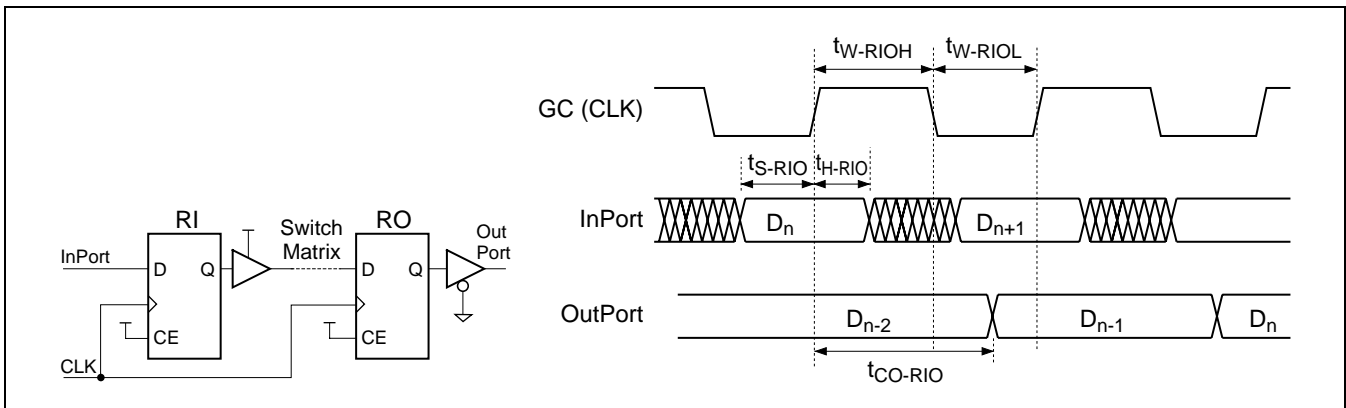 RI
RO
Switch
Matrix
Out
Port
InPort
D
Q
D
Q
CE
CE
CLK
tW-RIOH
tW-RIOL
GC (CLK)
tS-RIO
tH-RIO
InPort
Dn
Dn+1
OutPort
Dn-2
Dn-1
Dn
tCO-RIO